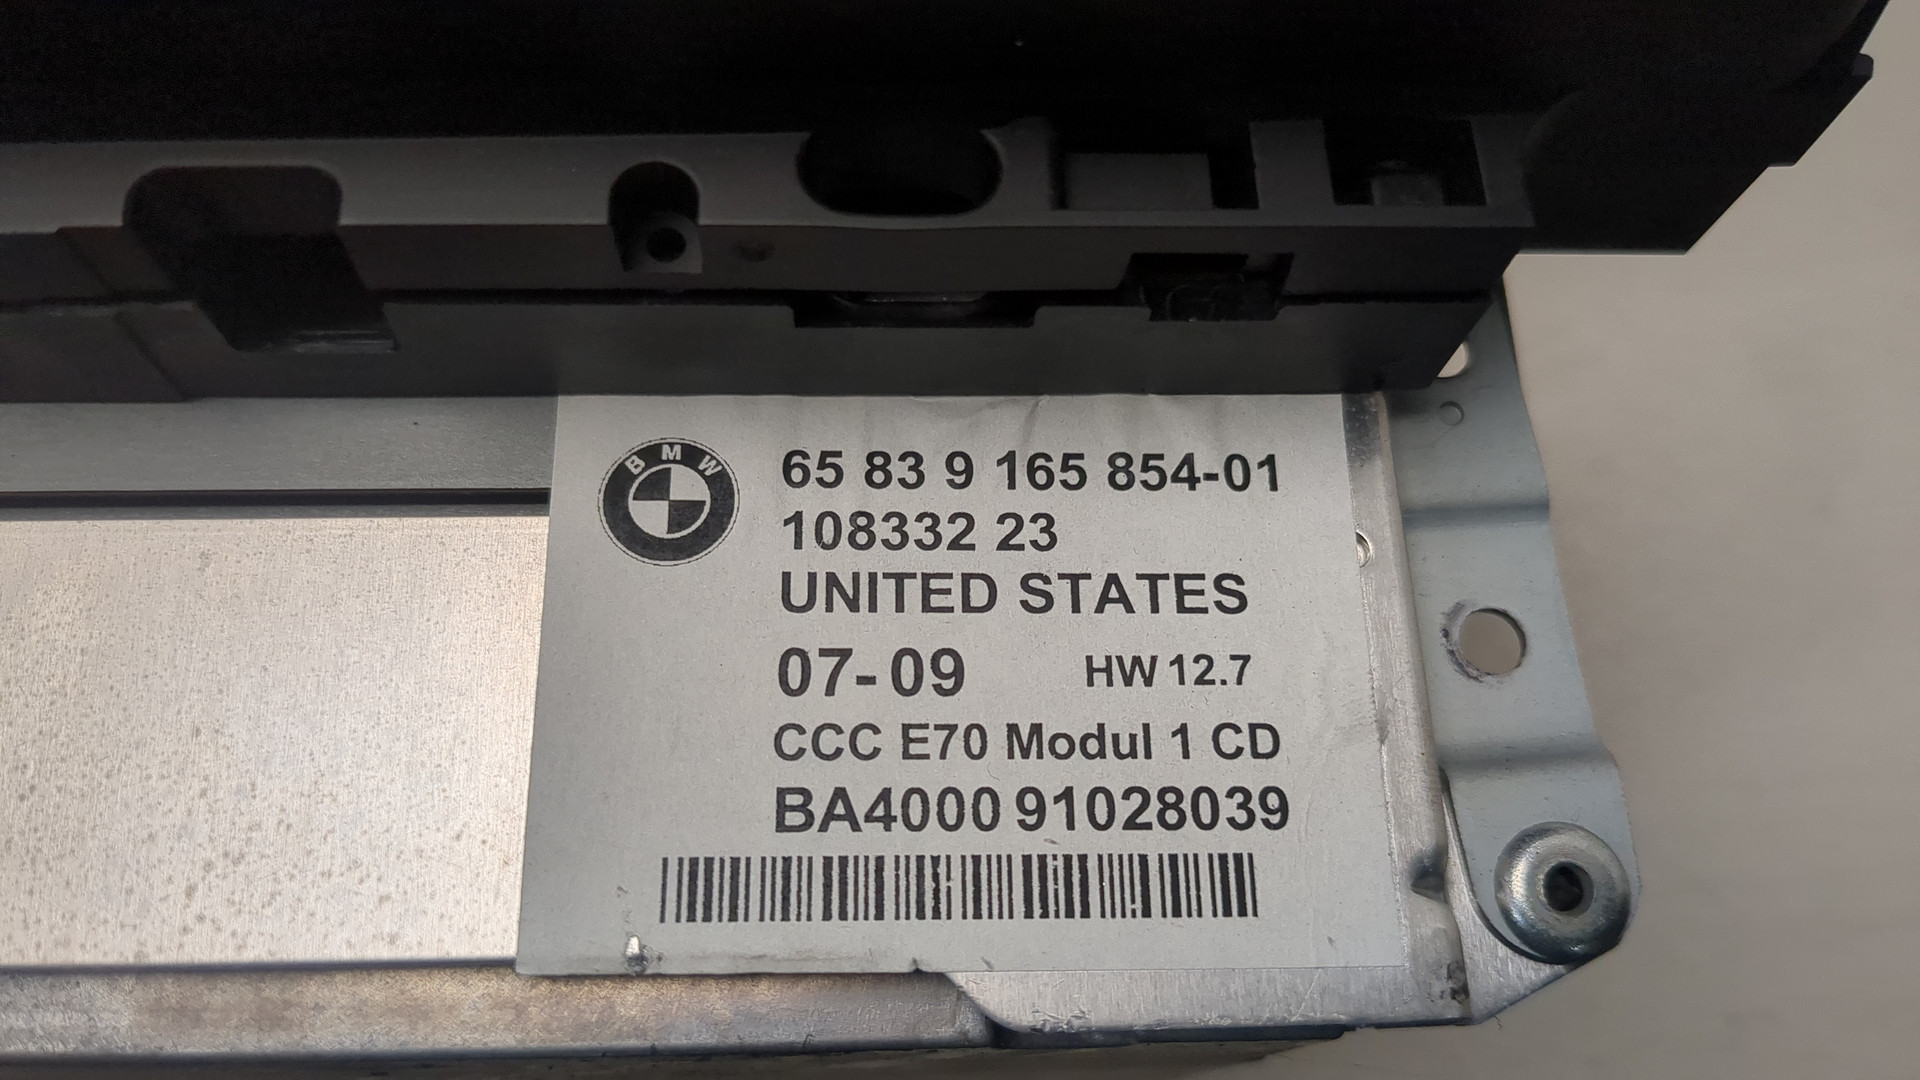 BMW
65 83 9 165 854-01
108332 23
UNITED STATES
07-09 HW 12.7
CCC E70 Modul 1 CD
BA4000 91028039